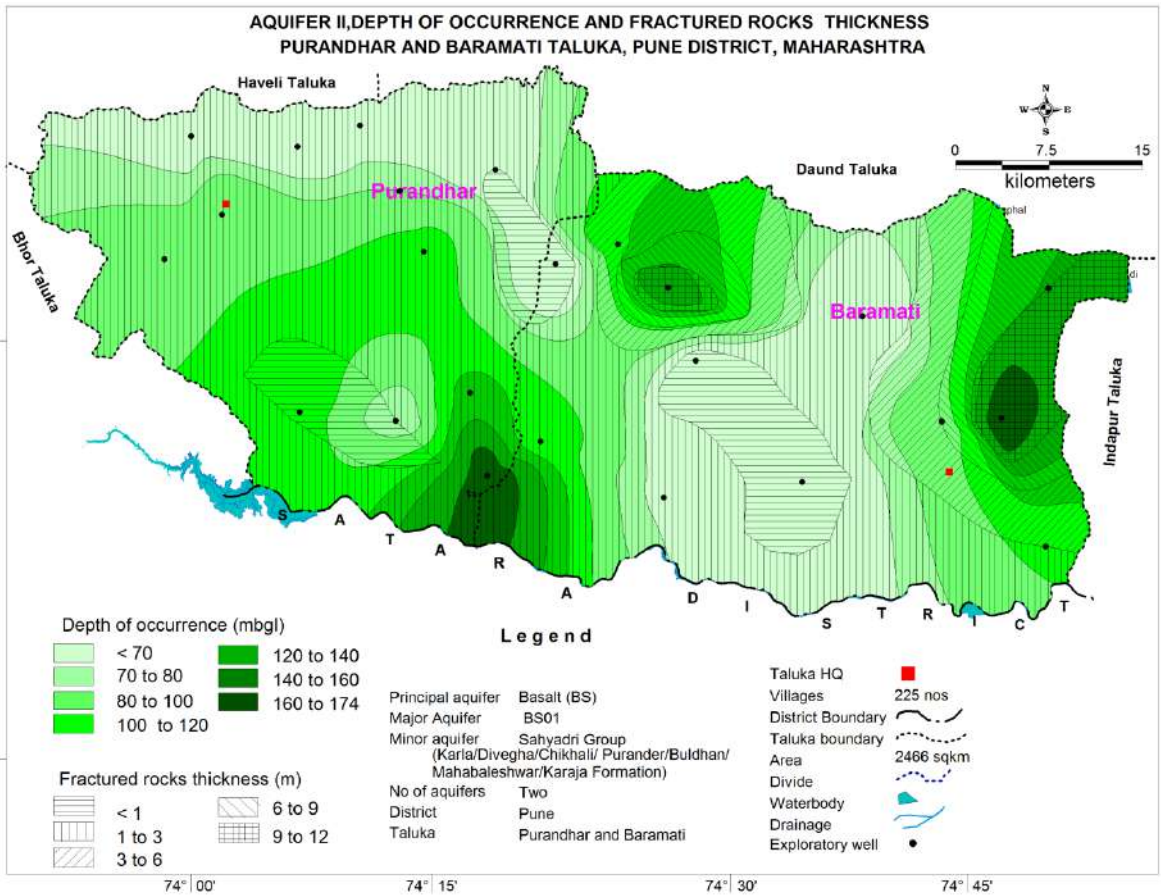 AQUIFER II,DEPTH OF OCCURRENCE AND FRACTURED ROCKS THICKNESS
PURANDHAR AND BARAMATI TALUKA, PUNE DISTRICT, MAHARASHTRA
Haveli Taluka
N
W E
S
0 7.5 15
kilometers
Daund Taluka
Purandhar
phal
Bhor Taluka
di
Baramati
Indapur Taluka
S A T A R A D I S T R I C T
Legend
Depth of occurrence (mbgl)
< 70
70 to 80
80 to 100
100 to 120
120 to 140
140 to 160
160 to 174
Fractured rocks thickness (m)
< 1
1 to 3
3 to 6
6 to 9
9 to 12
Principal aquifer Basalt (BS)
Major Aquifer BS01
Minor aquifer Sahyadri Group
(Karla/Divegha/Chikhali/ Purander/Buldhan/
Mahabaleshwar/Karaja Formation)
No of aquifers Two
District Pune
Taluka Purandhar and Baramati
Taluka HQ
Villages 225 nos
District Boundary
Taluka boundary
Area 2466 sqkm
Divide
Waterbody
Drainage
Exploratory well
74° 00' 74° 15' 74° 30' 74° 45'